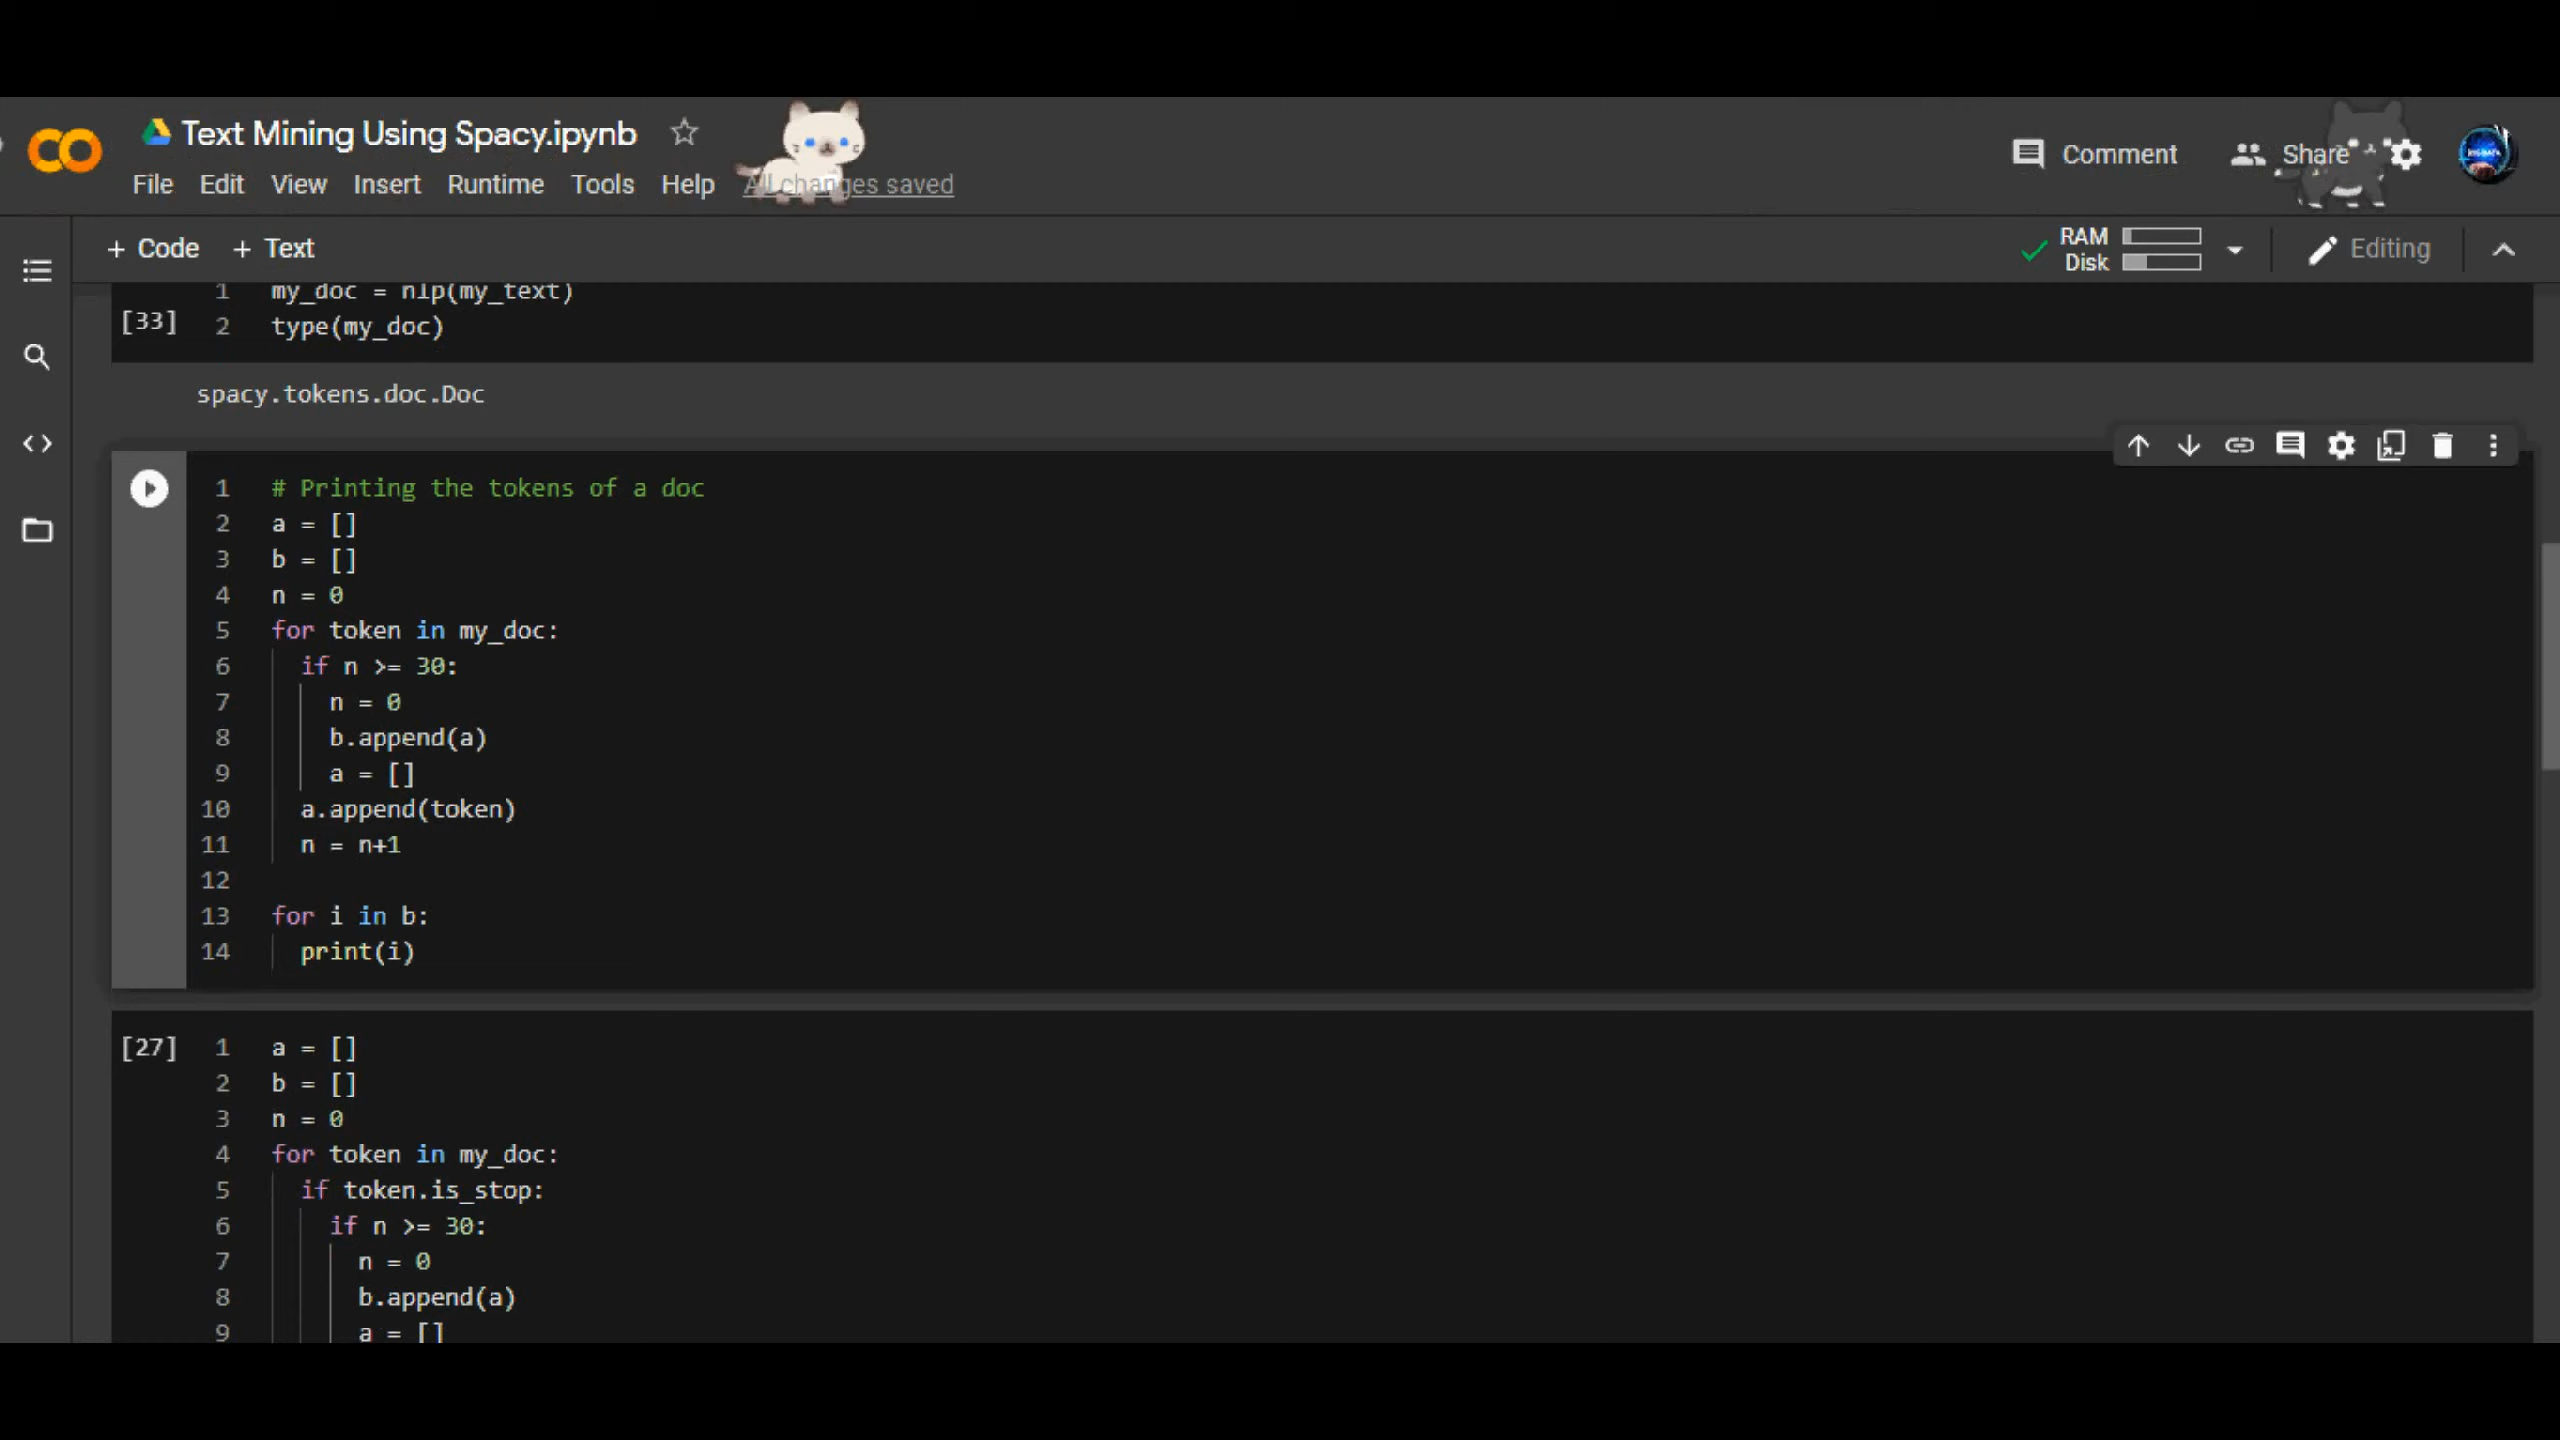 Text Mining Using Spacy.ipynb
File Edit View Insert Runtime Tools Help All changes saved
Comment
Share
+ Code + Text
RAM
Disk
Editing
[33]
1 my_doc = nlp(my_text)
2 type(my_doc)
spacy.tokens.doc.Doc
1 # Printing the tokens of a doc
2 a = []
3 b = []
4 n = 0
5 for token in my_doc:
6 if n >= 30:
7 n = 0
8 b.append(a)
9 a = []
10 a.append(token)
11 n = n+1
12
13 for i in b:
14 print(i)
[27]
1 a = []
2 b = []
3 n = 0
4 for token in my_doc:
5 if token.is_stop:
6 if n >= 30:
7 n = 0
8 b.append(a)
9 a = []